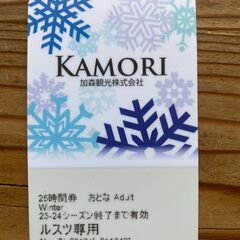 KAMORI
加森観光株式会社
25時間券 おとな Adult
Winter
23-24シーズン終了まで有効
ルスツ専用